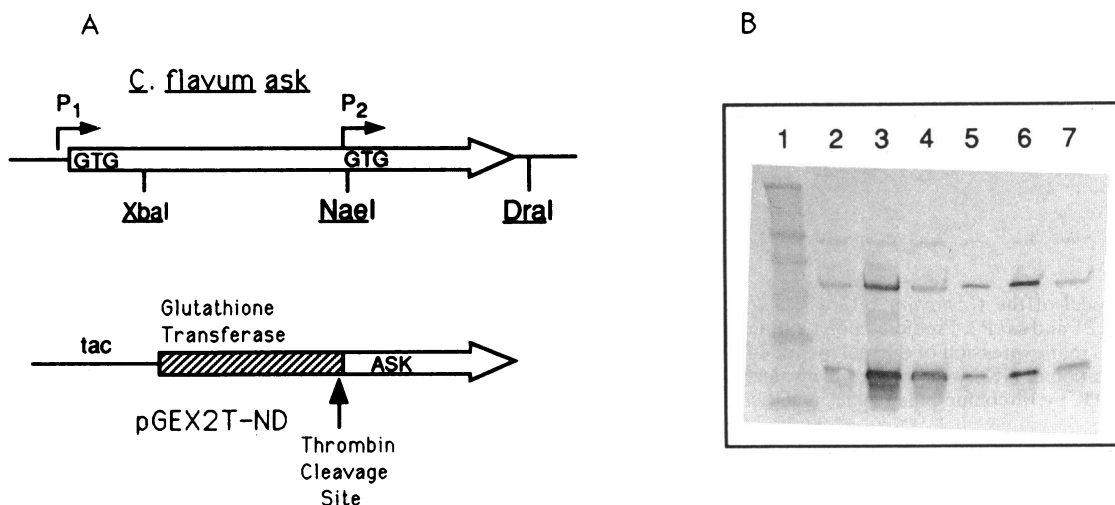 A
C. flavum ask
P1
P2
GTG
GTG
XbaI
NaeI
DraI
Glutathione
Transferase
tac
ASK
pGEX2T-ND
Thrombin
Cleavage
Site
B
1 2 3 4 5 6 7